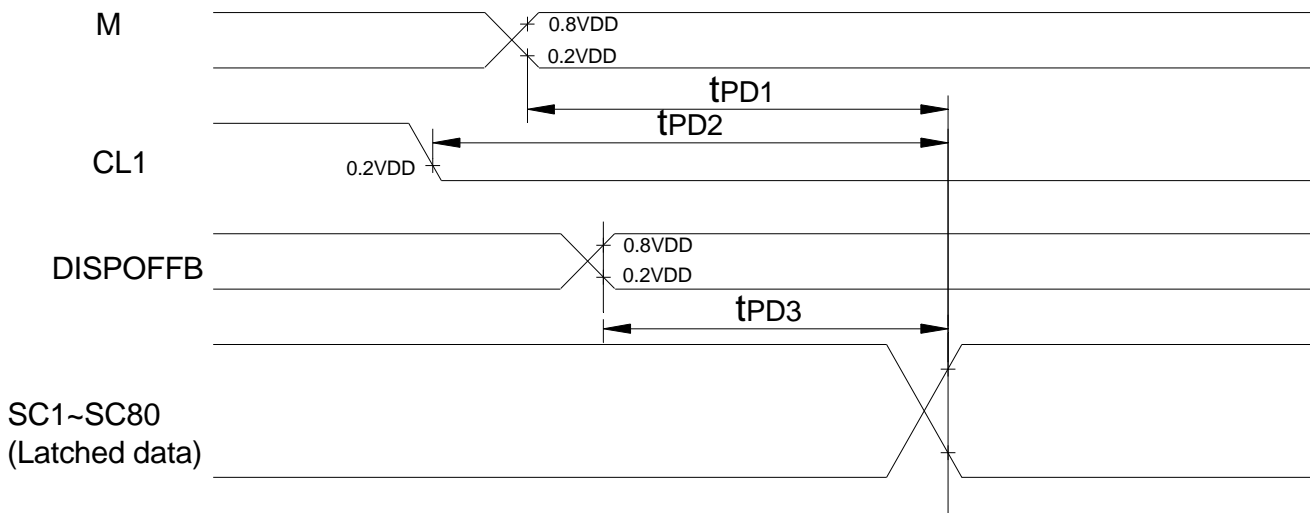 M
0.8VDD
0.2VDD
tPD1
tPD2
CL1
0.2VDD
DISPOFFB
0.8VDD
0.2VDD
tPD3
SC1~SC80
(Latched data)